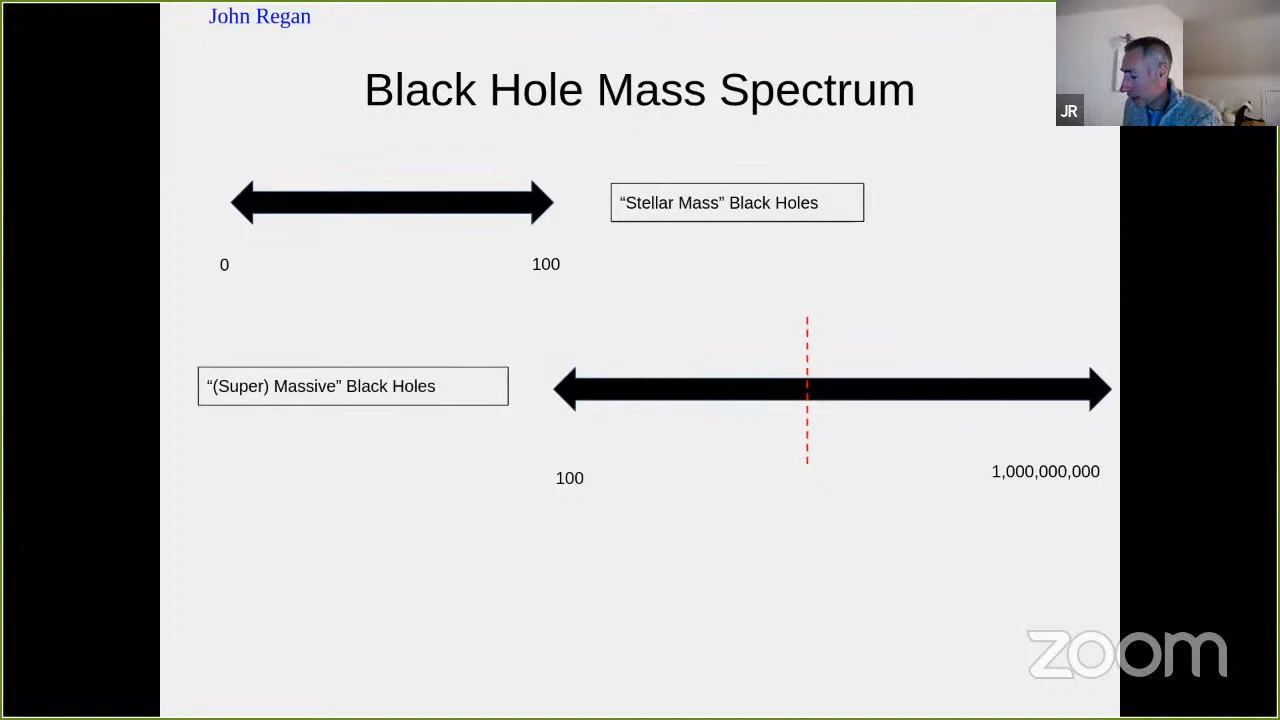 John Regan
Black Hole Mass Spectrum
JR
“Stellar Mass” Black Holes
0
100
“(Super) Massive” Black Holes
100
1,000,000,000
zoom